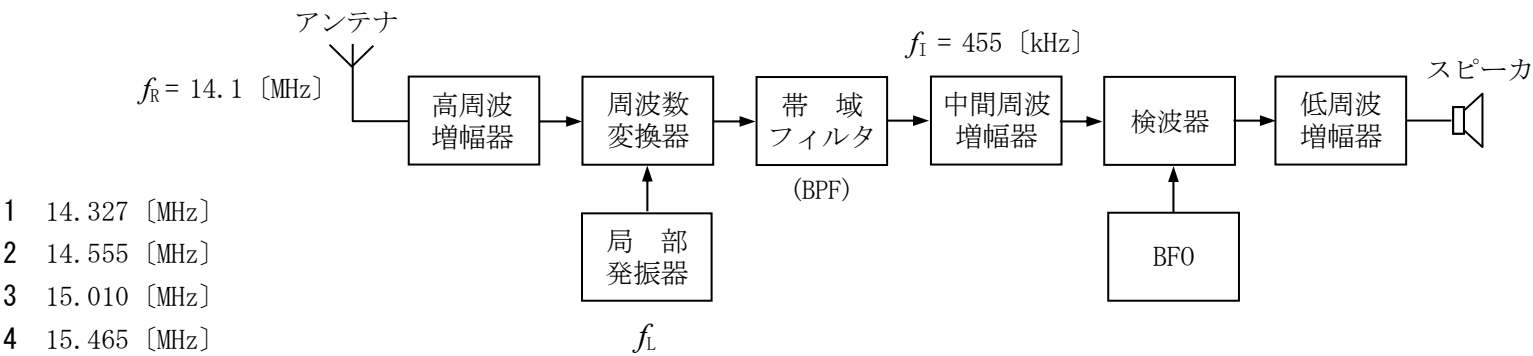 アンテナ
fR = 14.1 〔MHz〕
fI = 455 〔kHz〕
スピーカ
高周波
増幅器
周波数
変換器
帯　域
フィルタ
(BPF)
中間周波
増幅器
検波器
低周波
増幅器
局　部
発振器
fL
BFO
1 14.327 〔MHz〕
2 14.555 〔MHz〕
3 15.010 〔MHz〕
4 15.465 〔MHz〕